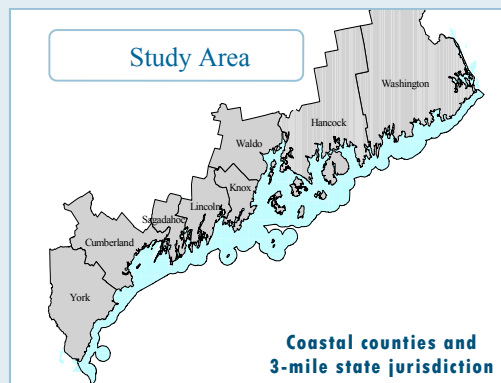 Study Area
Washington
Hancock
Waldo
Knox
Lincoln
Sagadahoc
Cumberland
York
Coastal counties and
3-mile state jurisdiction